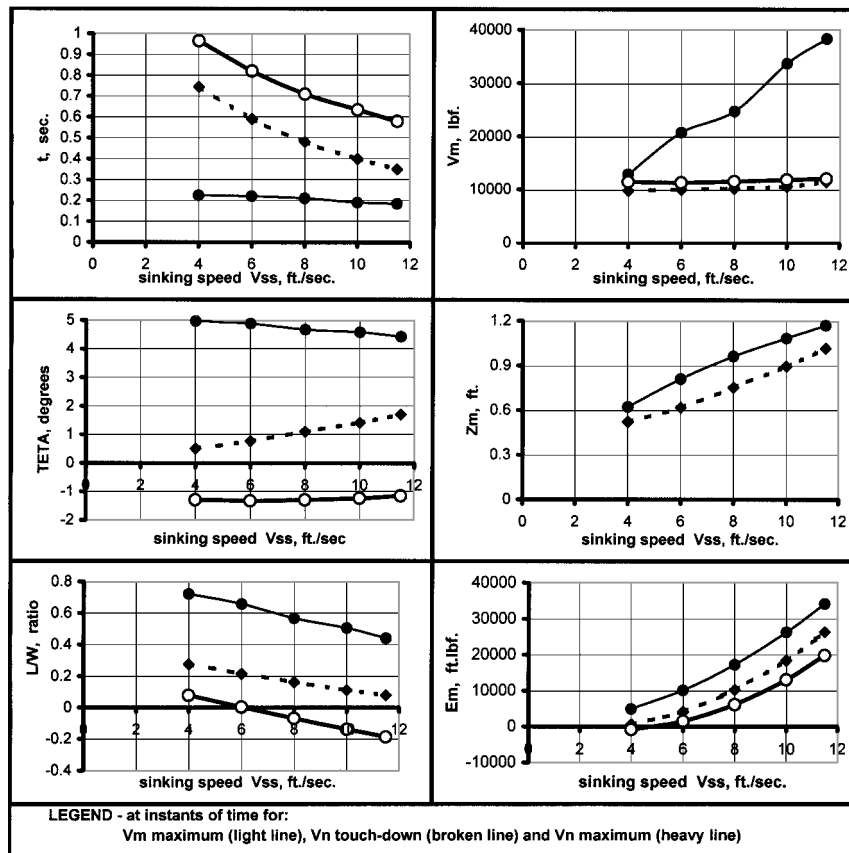 1
0.9
0.8
0.7
0.6
0.5
0.4
0.3
0.2
0.1
0
t, sec.
0 2 4 6 8 10 12
sinking speed Vss, ft./sec.
40000
30000
20000
10000
0
Vm, lbf.
0 2 4 6 8 10 12
sinking speed, ft./sec.
5
4
3
2
1
0
-1
-2
TETA, degrees
0 2 4 6 8 10 12
sinking speed Vss, ft./sec
1.2
0.9
0.6
0.3
0
Zm, ft.
0 2 4 6 8 10 12
sinking speed Vss, ft./sec.
0.8
0.6
0.4
0.2
0
-0.2
-0.4
L/W, ratio
0 2 4 6 8 10 12
sinking speed Vss, ft./sec.
40000
30000
20000
10000
0
-10000
Em, ft.lbf.
0 2 4 6 8 10 12
sinking speed Vss, ft./sec.
LEGEND - at instants of time for:
Vm maximum (light line), Vn touch-down (broken line) and Vn maximum (heavy line)